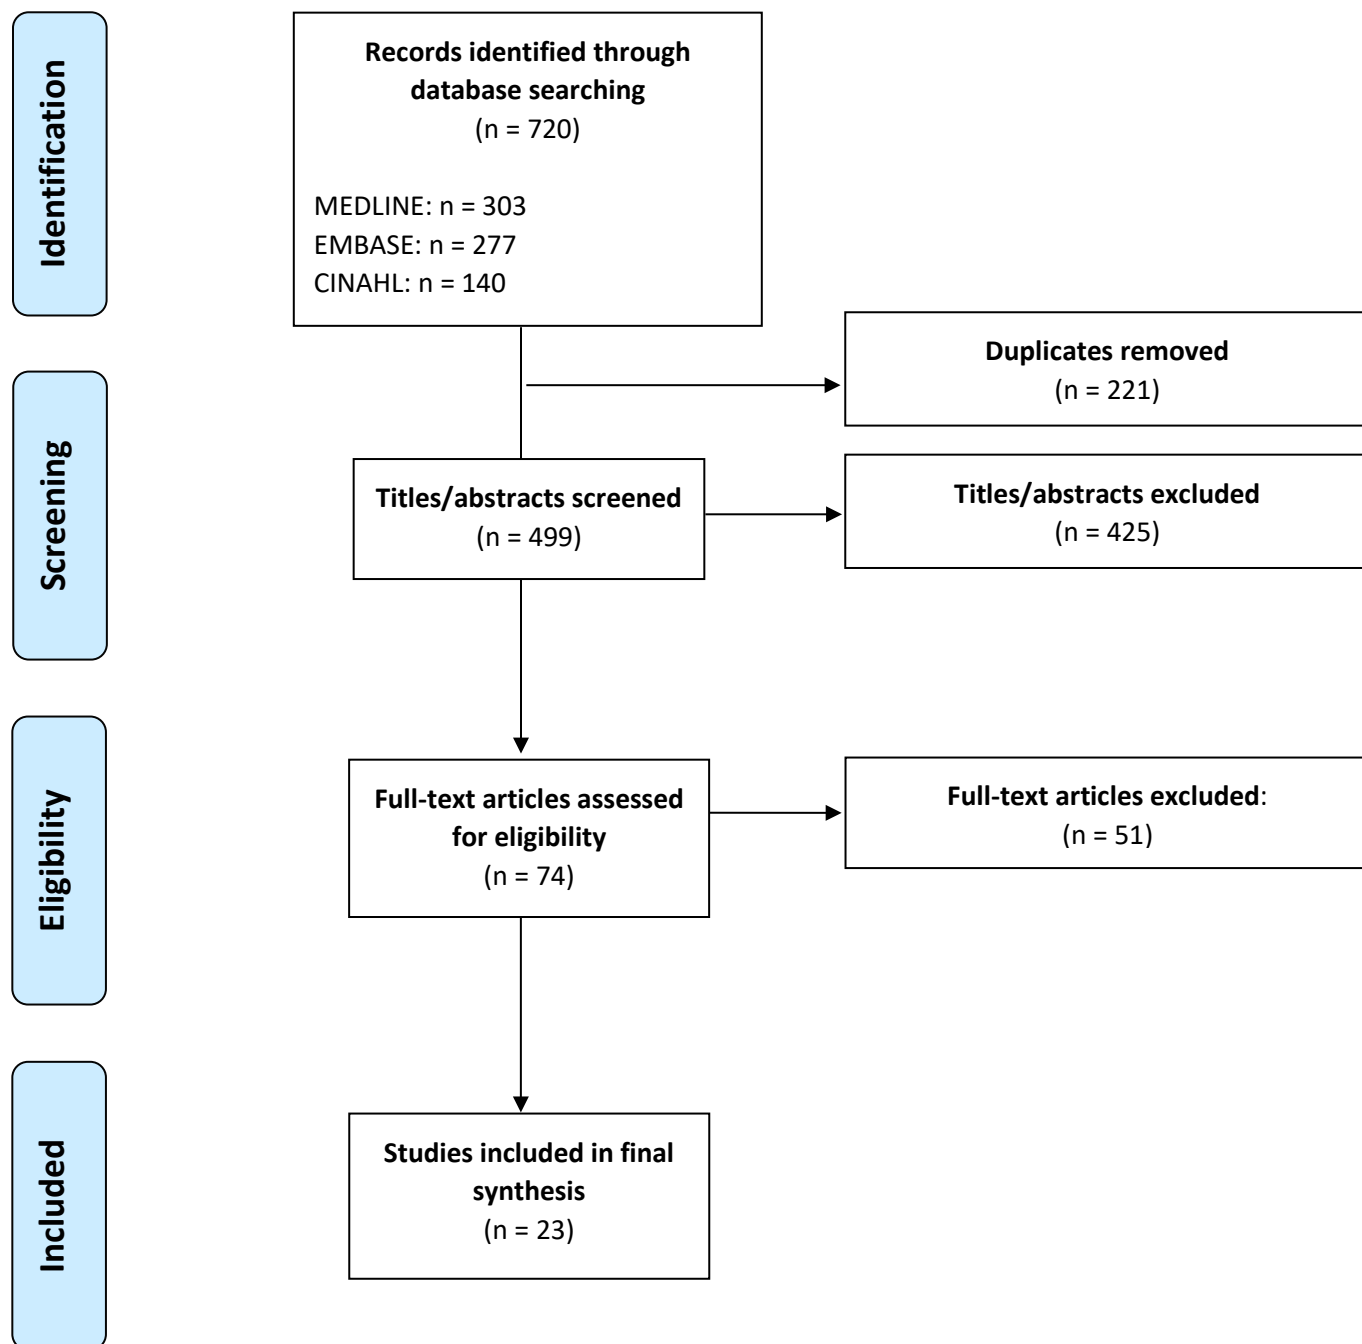 Identification
Records identified through
database searching
(n = 720)
MEDLINE: n = 303
EMBASE: n = 277
CINAHL: n = 140
Duplicates removed
(n = 221)
Screening
Titles/abstracts screened
(n = 499)
Titles/abstracts excluded
(n = 425)
Eligibility
Full-text articles assessed
for eligibility
(n = 74)
Full-text articles excluded:
(n = 51)
Included
Studies included in final
synthesis
(n = 23)